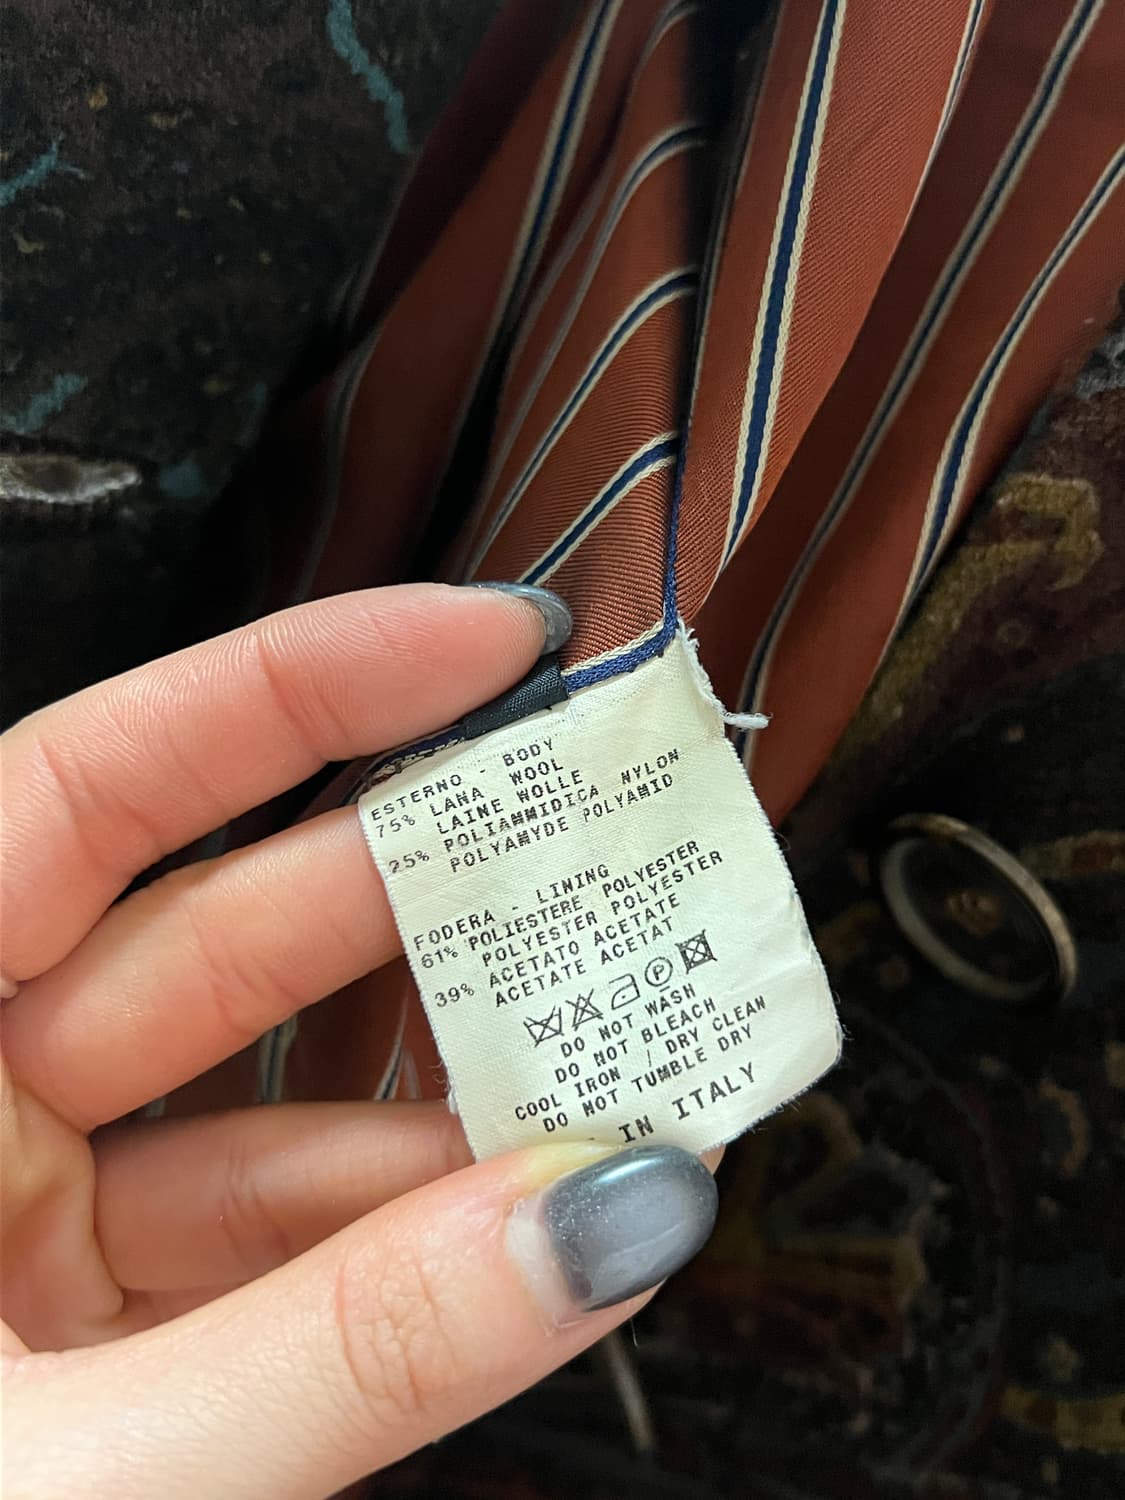 ESTERNO - BODY
75% LANA WOOL
LAINE WOLLE
25% POLIAMMIDICA NYLON
POLYAMYDE POLYAMID
FODERA - LINING
61% POLIESTERE POLYESTER
POLYESTER POLYESTER
39% ACETATO ACETATE
ACETATE ACETAT
P
DO NOT WASH
DO NOT BLEACH
COOL IRON / DRY CLEAN
DO NOT TUMBLE DRY
IN ITALY